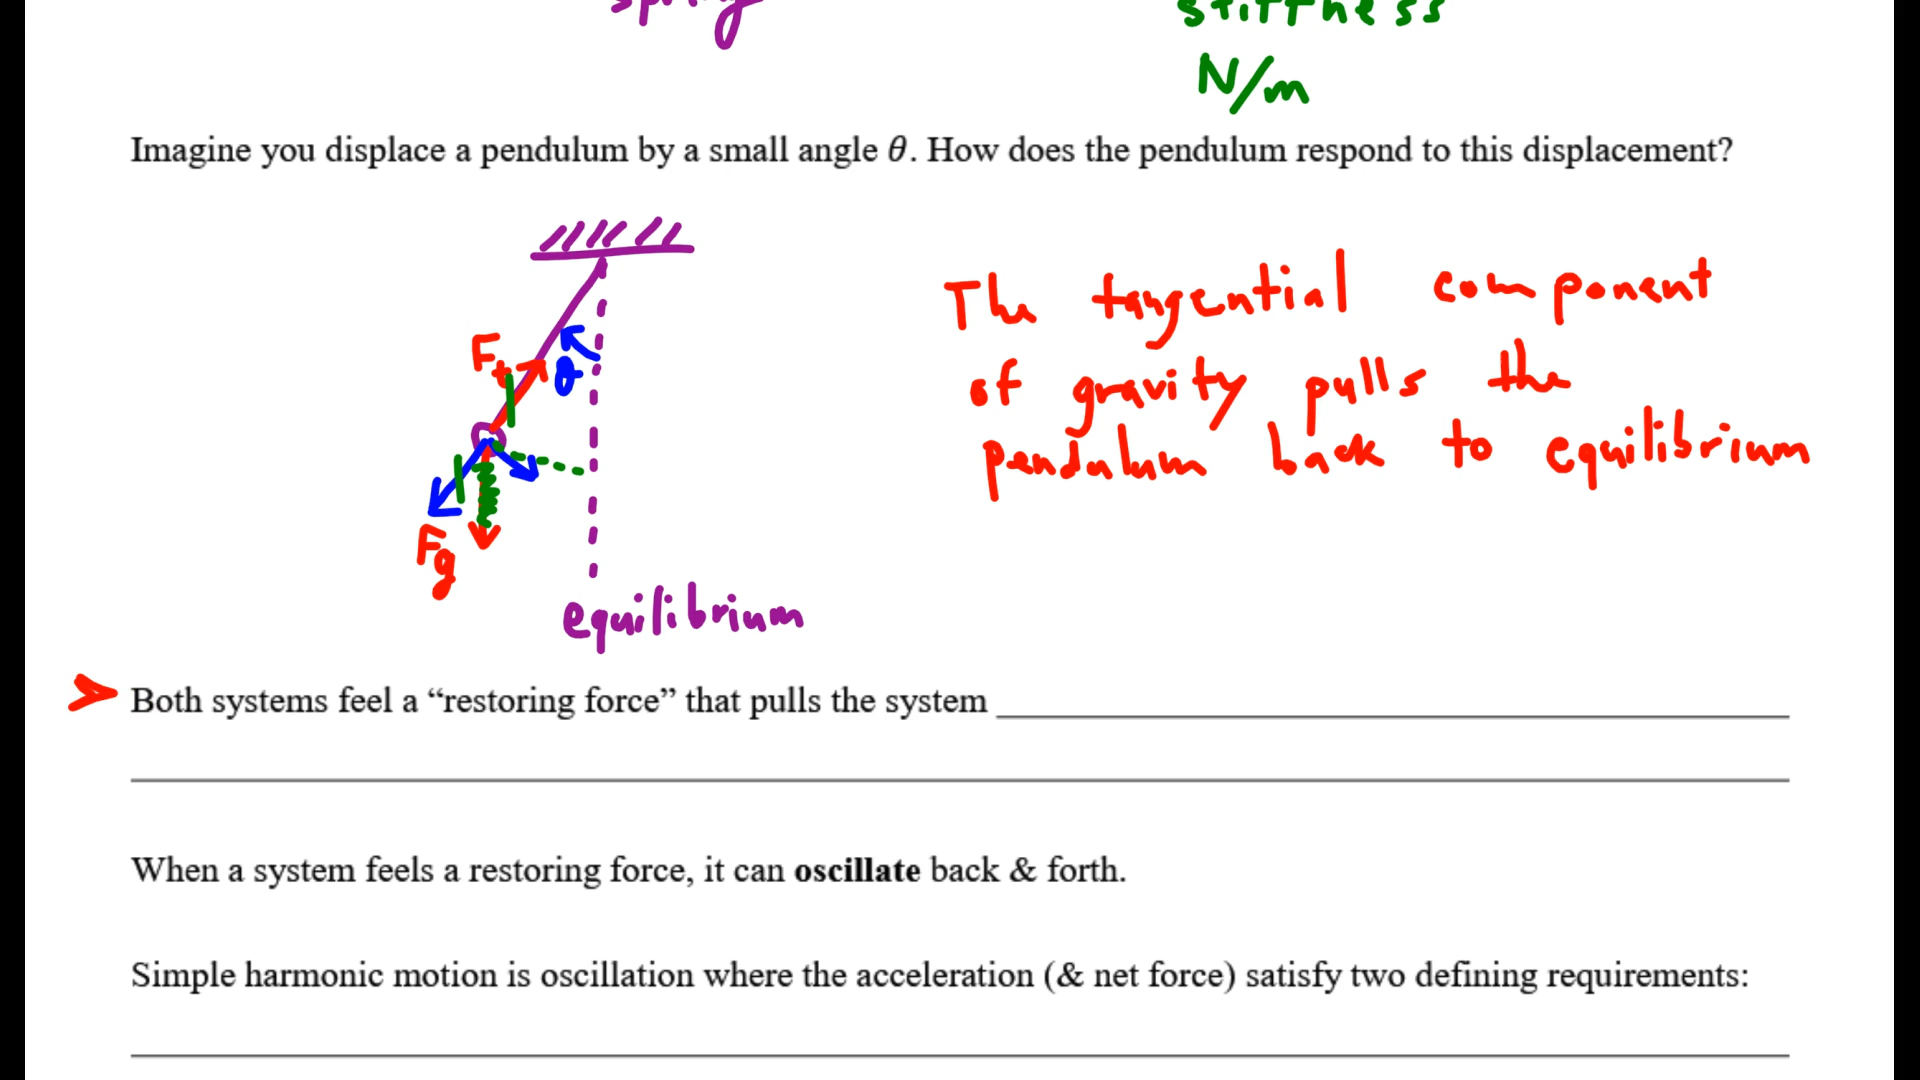 spring
stiffness
N/m
Imagine you displace a pendulum by a small angle θ. How does the pendulum respond to this displacement?
The tangential component
of gravity pulls the
pendulum back to equilibrium
Ft
θ
Fg
equilibrium
Both systems feel a “restoring force” that pulls the system
When a system feels a restoring force, it can oscillate back & forth.
Simple harmonic motion is oscillation where the acceleration (& net force) satisfy two defining requirements: